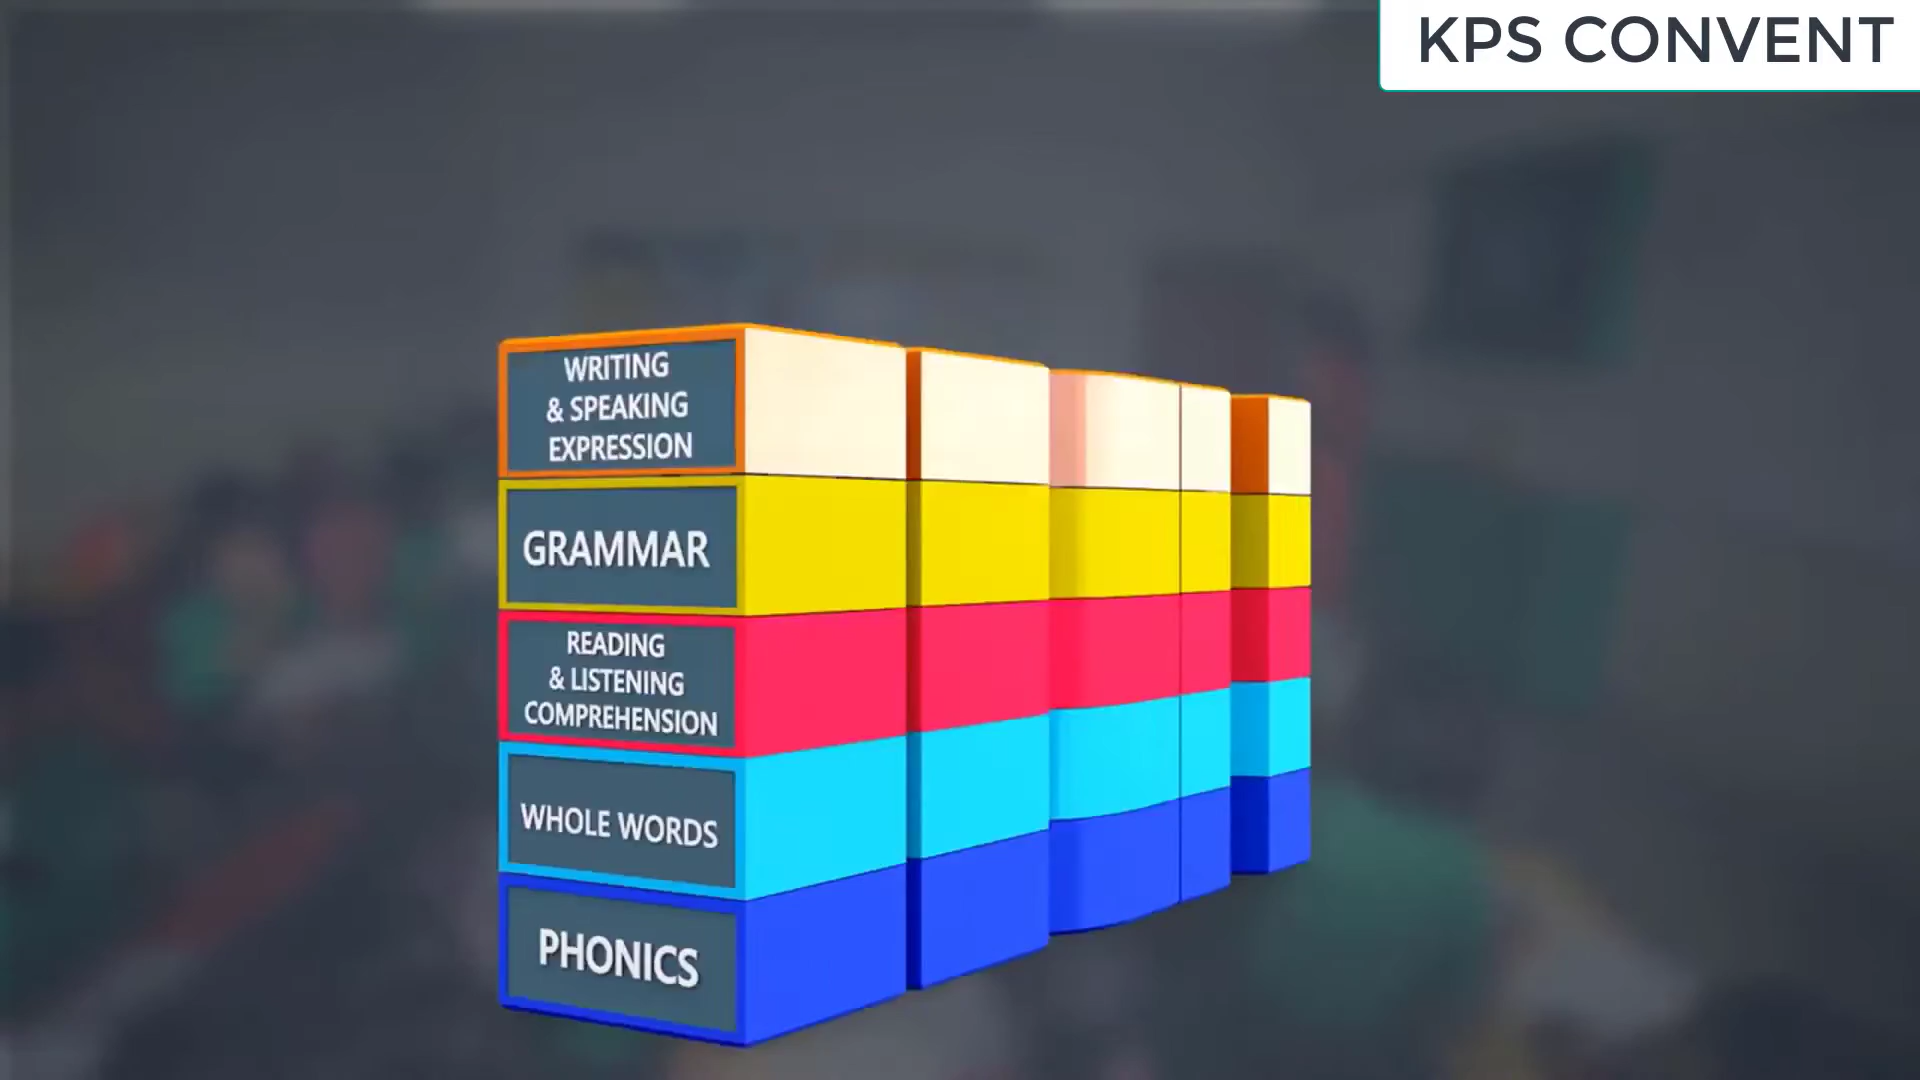 KPS CONVENT
WRITING
& SPEAKING
EXPRESSION
GRAMMAR
READING
& LISTENING
COMPREHENSION
WHOLE WORDS
PHONICS